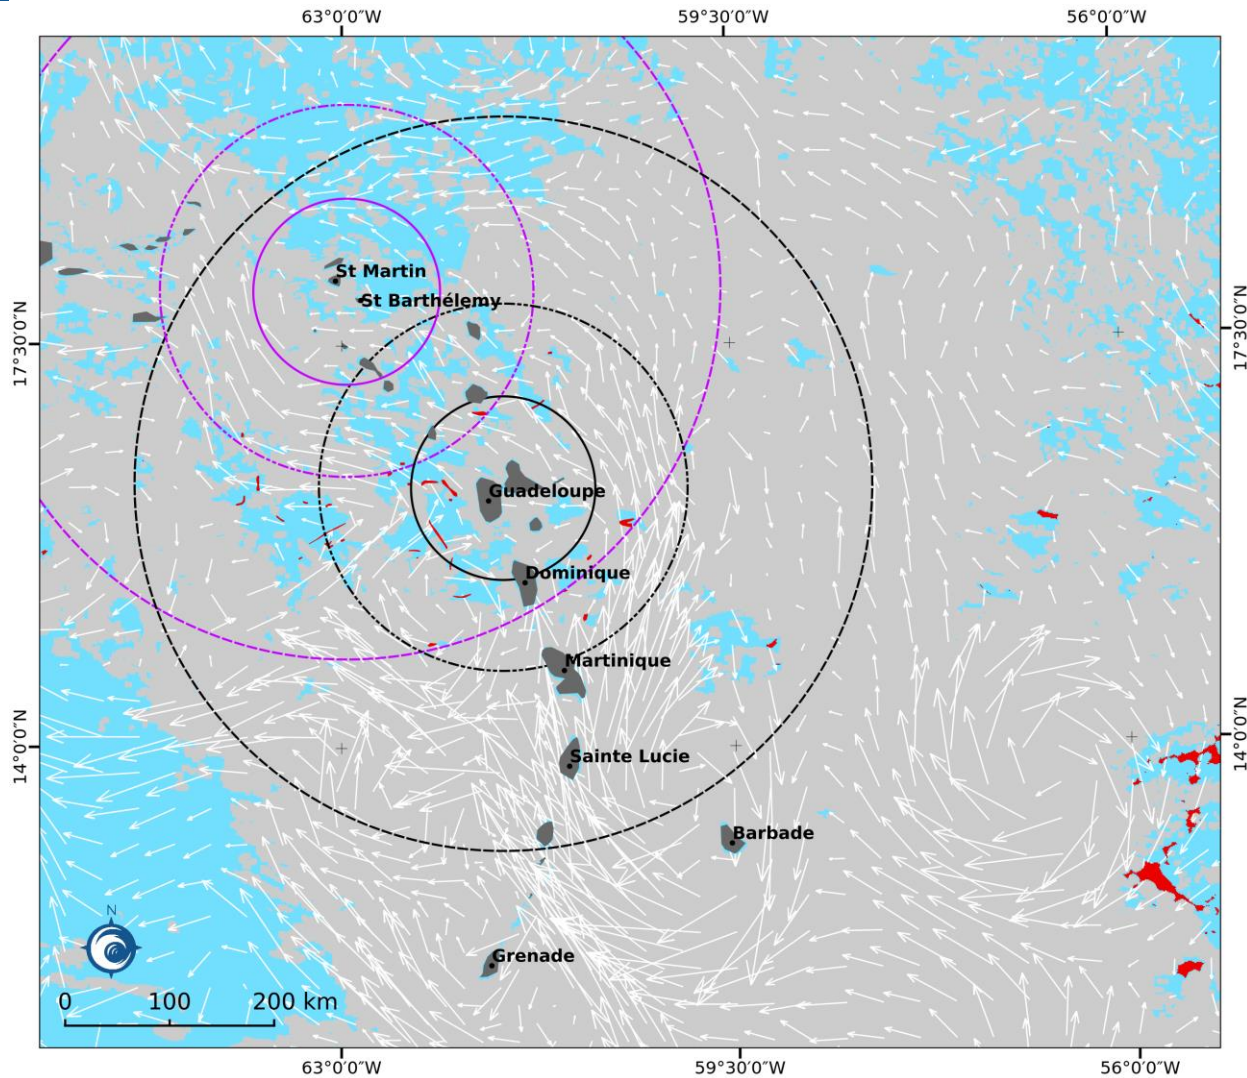 63°0′0″W
59°30′0″W
56°0′0″W
St Martin
St Barthélemy
17°30′0″N
17°30′0″N
Guadeloupe
Dominique
Martinique
14°0′0″N
14°0′0″N
Sainte Lucie
Barbade
N
Grenade
0 100 200 km
63°0′0″W
59°30′0″W
56°0′0″W